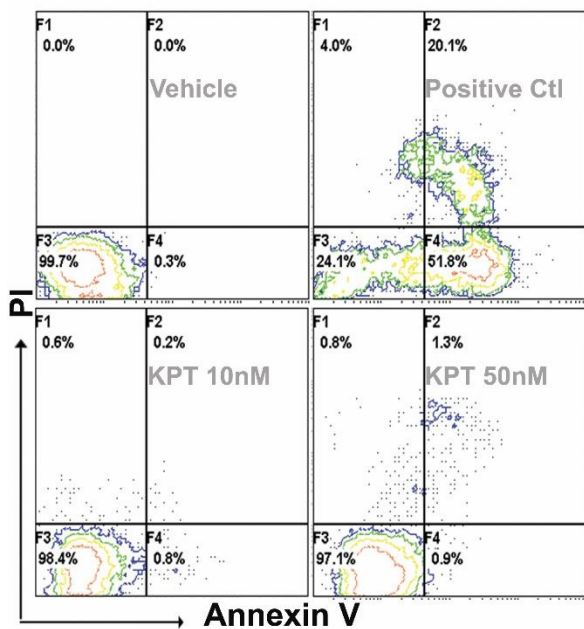 F1 F2
0.0% 0.0%
Vehicle
F3 F4
99.7% 0.3%
F1 F2
4.0% 20.1%
Positive Ctl
F3 F4
24.1% 51.8%
F1 F2
0.6% 0.2%
KPT 10nM
F3 F4
98.4% 0.8%
F1 F2
0.8% 1.3%
KPT 50nM
F3 F4
97.1% 0.9%
PI
Annexin V